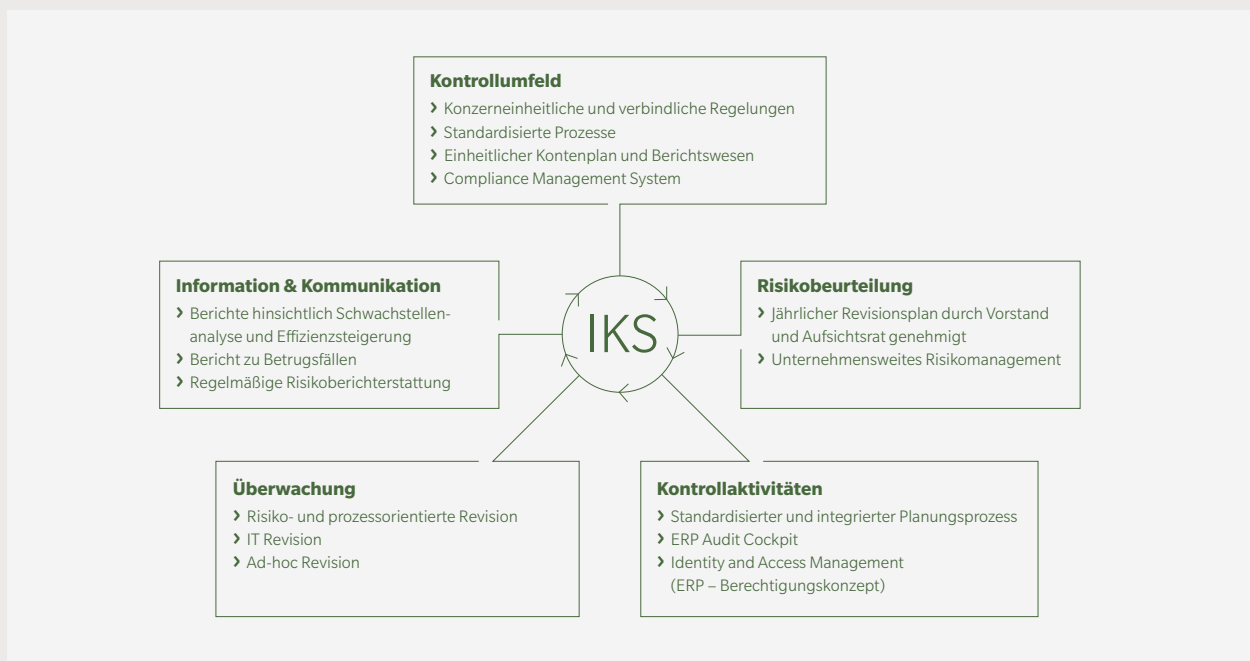 Kontrollumfeld
› Konzerneinheitliche und verbindliche Regelungen
› Standardisierte Prozesse
› Einheitlicher Kontenplan und Berichtswesen
› Compliance Management System
Information & Kommunikation
› Berichte hinsichtlich Schwachstellen-
analyse und Effizienzsteigerung
› Bericht zu Betrugsfällen
› Regelmäßige Risikoberichterstattung
IKS
Risikobeurteilung
› Jährlicher Revisionsplan durch Vorstand
und Aufsichtsrat genehmigt
› Unternehmensweites Risikomanagement
Überwachung
› Risiko- und prozessorientierte Revision
› IT Revision
› Ad-hoc Revision
Kontrollaktivitäten
› Standardisierter und integrierter Planungsprozess
› ERP Audit Cockpit
› Identity and Access Management
(ERP – Berechtigungskonzept)